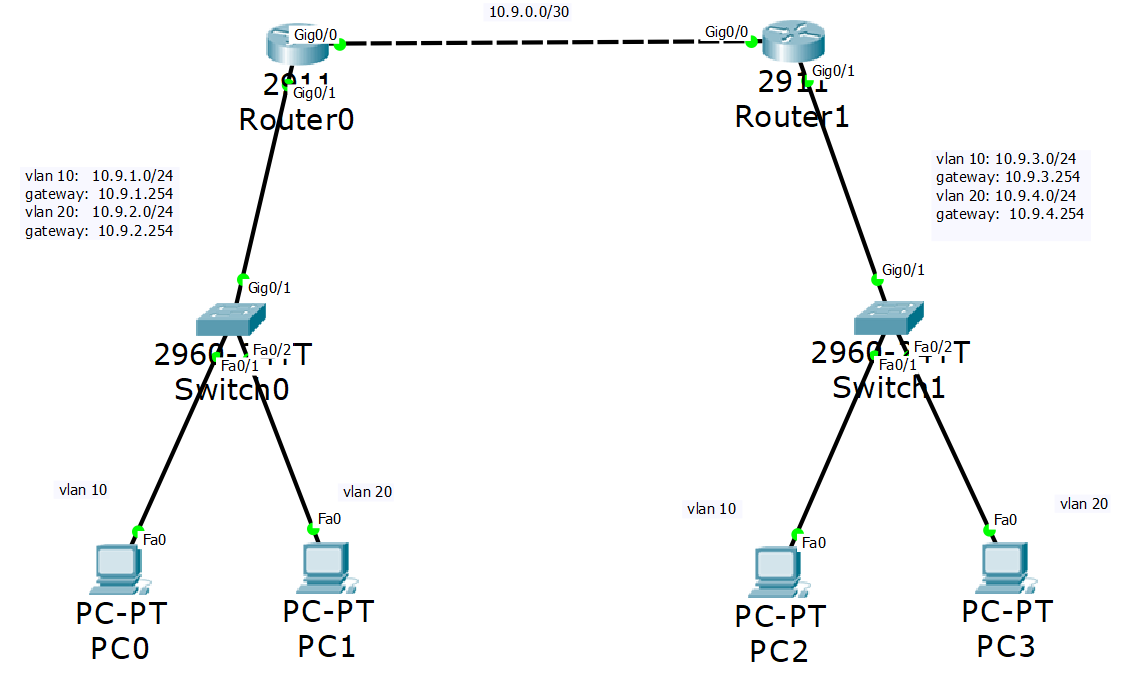 10.9.0.0/30
Gig0/0
Gig0/0
2911
Gig0/1
Router0
Gig0/1
2911
Router1
vlan 10: 10.9.1.0/24
gateway: 10.9.1.254
vlan 20: 10.9.2.0/24
gateway: 10.9.2.254
vlan 10: 10.9.3.0/24
gateway: 10.9.3.254
vlan 20: 10.9.4.0/24
gateway: 10.9.4.254
Gig0/1
Gig0/1
Fa0/2
Fa0/1
Switch0
Fa0/2
Fa0/1
Switch1
vlan 10
vlan 20
vlan 10
vlan 20
Fa0
Fa0
Fa0
Fa0
PC-PT
PC0
PC-PT
PC1
PC-PT
PC2
PC-PT
PC3